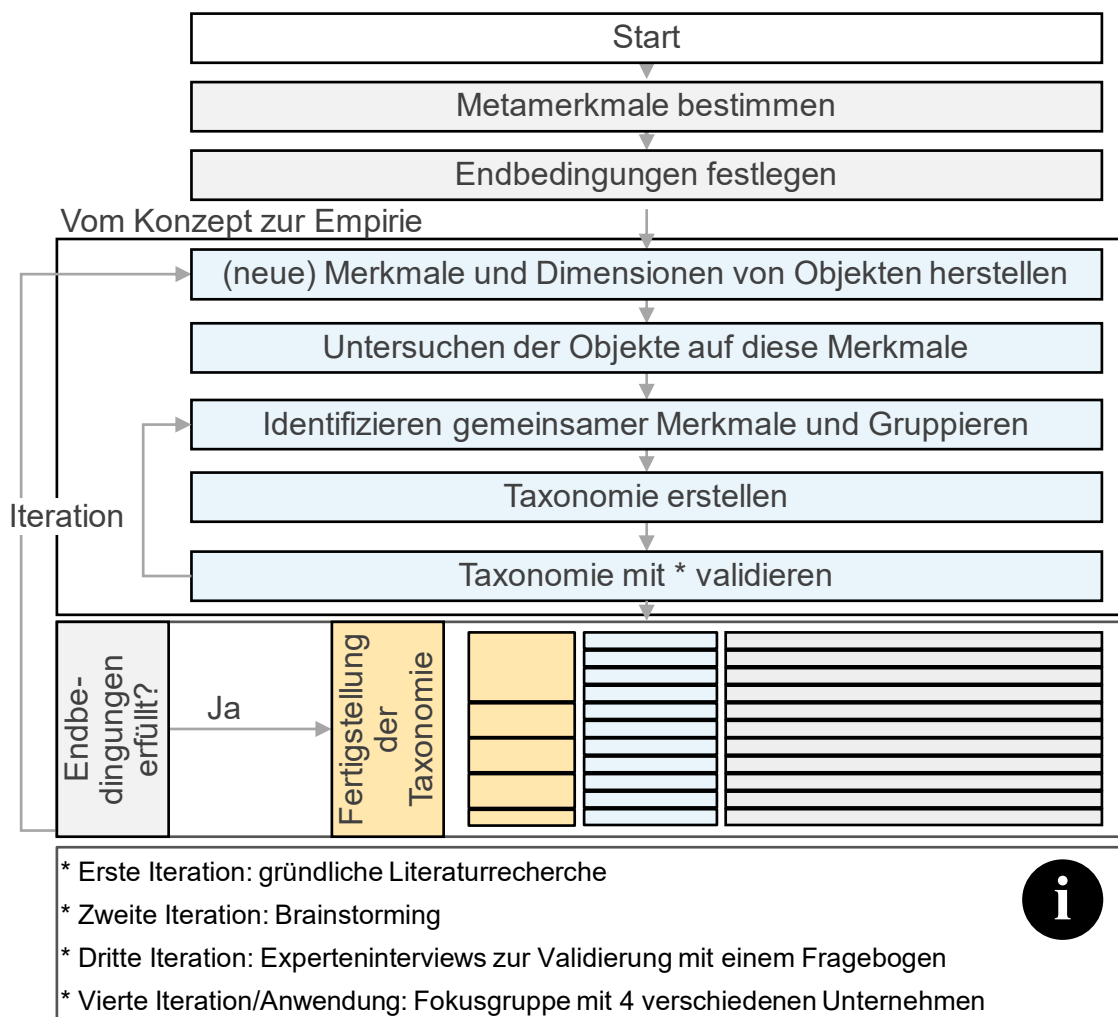 Start
Metamerkmale bestimmen
Endbedingungen festlegen
Vom Konzept zur Empirie
(neue) Merkmale und Dimensionen von Objekten herstellen
Untersuchen der Objekte auf diese Merkmale
Identifizieren gemeinsamer Merkmale und Gruppieren
Taxonomie erstellen
Iteration
Taxonomie mit * validieren
Endbe-
dingungen
erfüllt?
Ja
Fertigstellung
der
Taxonomie
* Erste Iteration: gründliche Literaturrecherche
* Zweite Iteration: Brainstorming
* Dritte Iteration: Experteninterviews zur Validierung mit einem Fragebogen
* Vierte Iteration/Anwendung: Fokusgruppe mit 4 verschiedenen Unternehmen
i